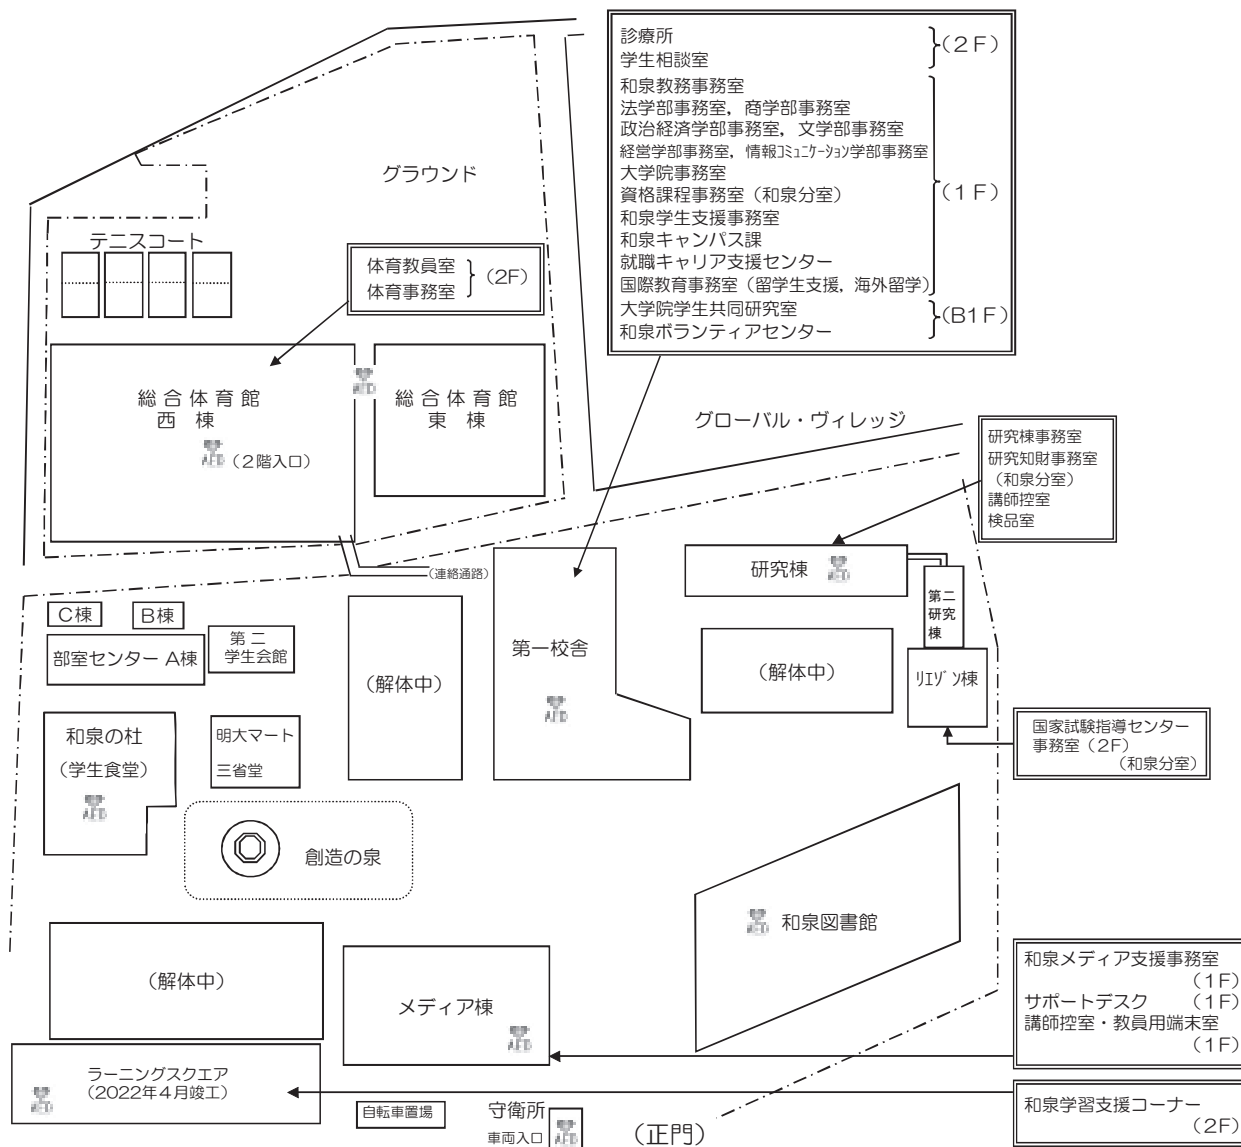 診療所
学生相談室
(2F)
和泉教務事務室
法学部事務室,商学部事務室
政治経済学部事務室,文学部事務室
経営学部事務室,情報ｺﾐｭﾆｹｰｼｮﾝ学部事務室
大学院事務室
資格課程事務室(和泉分室)
和泉学生支援事務室
和泉キャンパス課
就職キャリア支援センター
国際教育事務室(留学生支援,海外留学)
(1F)
大学院学生共同研究室
和泉ボランティアセンター
(B1F)
グラウンド
テニスコート
体育教員室
体育事務室
(2F)
総合体育館
西棟
AED (2階入口)
AED
総合体育館
東棟
グローバル・ヴィレッジ
研究棟事務室
研究知財事務室
(和泉分室)
講師控室
検品室
(連絡通路)
研究棟 AED
第二
研究
棟
C棟
B棟
部室センター A棟
第二
学生会館
(解体中)
第一校舎
AED
(解体中)
ﾘｴｿﾞﾝ棟
国家試験指導センター
事務室(2F)
(和泉分室)
和泉の杜
(学生食堂)
AED
明大マート
三省堂
創造の泉
AED 和泉図書館
(解体中)
メディア棟
AED
和泉メディア支援事務室
(1F)
サポートデスク (1F)
講師控室・教員用端末室
(1F)
ラーニングスクエア
(2022年4月竣工)
AED
和泉学習支援コーナー
(2F)
自転車置場
守衛所
車両入口 AED
(正門)